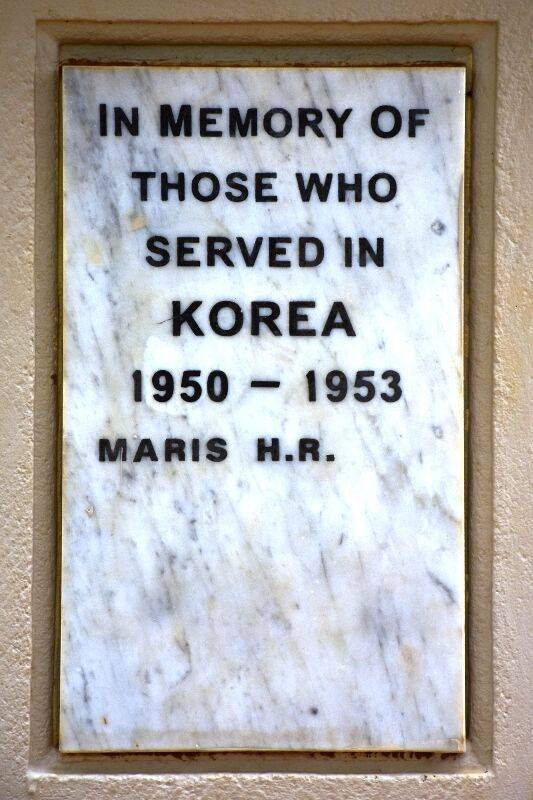 IN MEMORY OF
THOSE WHO
SERVED IN
KOREA
1950 – 1953
MARIS H.R.